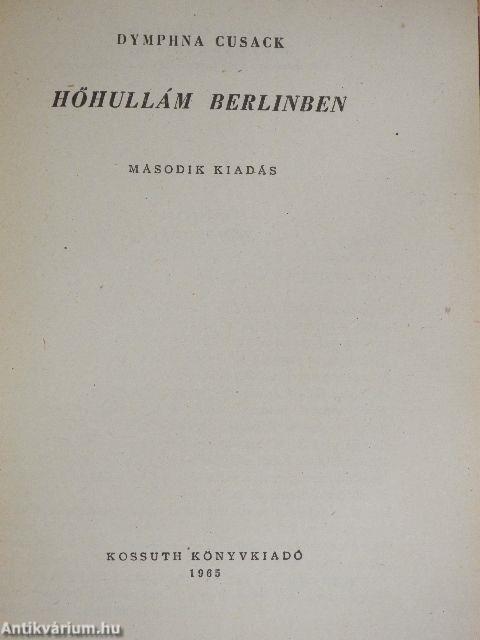 DYMPHNA CUSACK
HŐHULLÁM BERLINBEN
MÁSODIK KIADÁS
KOSSUTH KÖNYVKIADÓ
1965
Antikvárium.hu